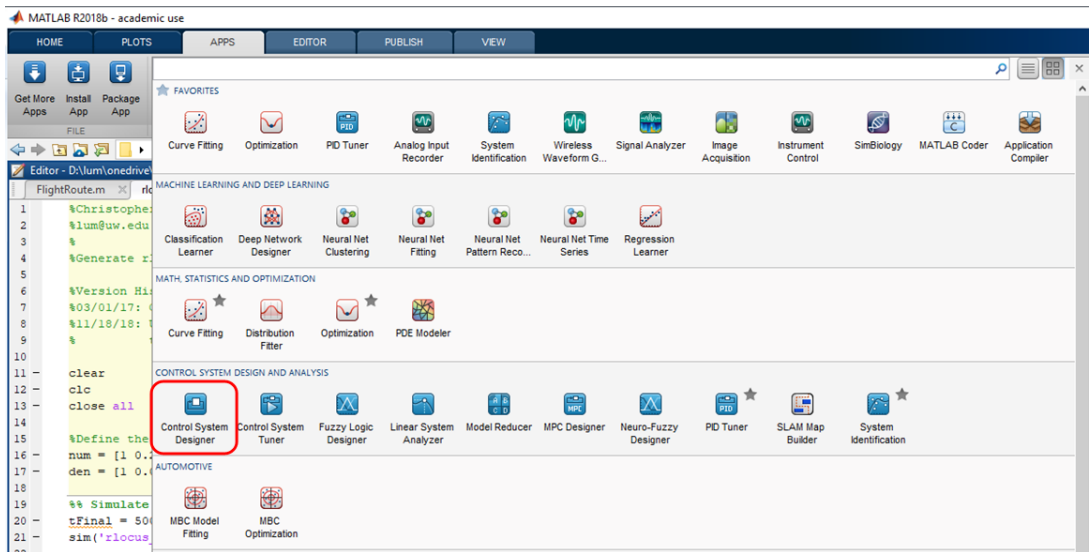 MATLAB R2018b - academic use
HOME PLOTS APPS EDITOR PUBLISH VIEW
Get More Apps
Install App
Package App
FILE
FAVORITES
Curve Fitting
Optimization
PID Tuner
Analog Input Recorder
System Identification
Wireless Waveform G...
Signal Analyzer
Image Acquisition
Instrument Control
SimBiology
MATLAB Coder
Application Compiler
MACHINE LEARNING AND DEEP LEARNING
Classification Learner
Deep Network Designer
Neural Net Clustering
Neural Net Fitting
Neural Net Pattern Reco...
Neural Net Time Series
Regression Learner
MATH, STATISTICS AND OPTIMIZATION
Curve Fitting
Distribution Fitter
Optimization
PDE Modeler
CONTROL SYSTEM DESIGN AND ANALYSIS
Control System Designer
Control System Tuner
Fuzzy Logic Designer
Linear System Analyzer
Model Reducer
MPC Designer
Neuro-Fuzzy Designer
PID Tuner
SLAM Map Builder
System Identification
AUTOMOTIVE
MBC Model Fitting
MBC Optimization
Editor - D:\lum\onedrive\
FlightRoute.m
1 %Christopher
2 %lum@uw.edu
3 %
4 %Generate
5
6 %Version
7 %03/01/17:
8 %11/18/18:
9 %
10
11 - clear
12 - clc
13 - close all
14
15 %Define the
16 - num = [1 0.2
17 - den = [1 0.0
18
19 %% Simulate
20 - tFinal = 500
21 - sim('rlocus_